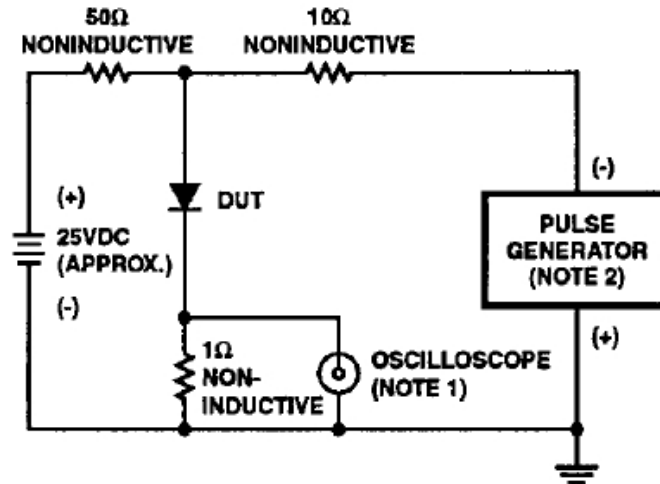 50Ω
NONINDUCTIVE
10Ω
NONINDUCTIVE
(+)
25VDC
(APPROX.)
(-)
DUT
1Ω
NON-
INDUCTIVE
OSCILLOSCOPE
(NOTE 1)
(-)
PULSE
GENERATOR
(NOTE 2)
(+)